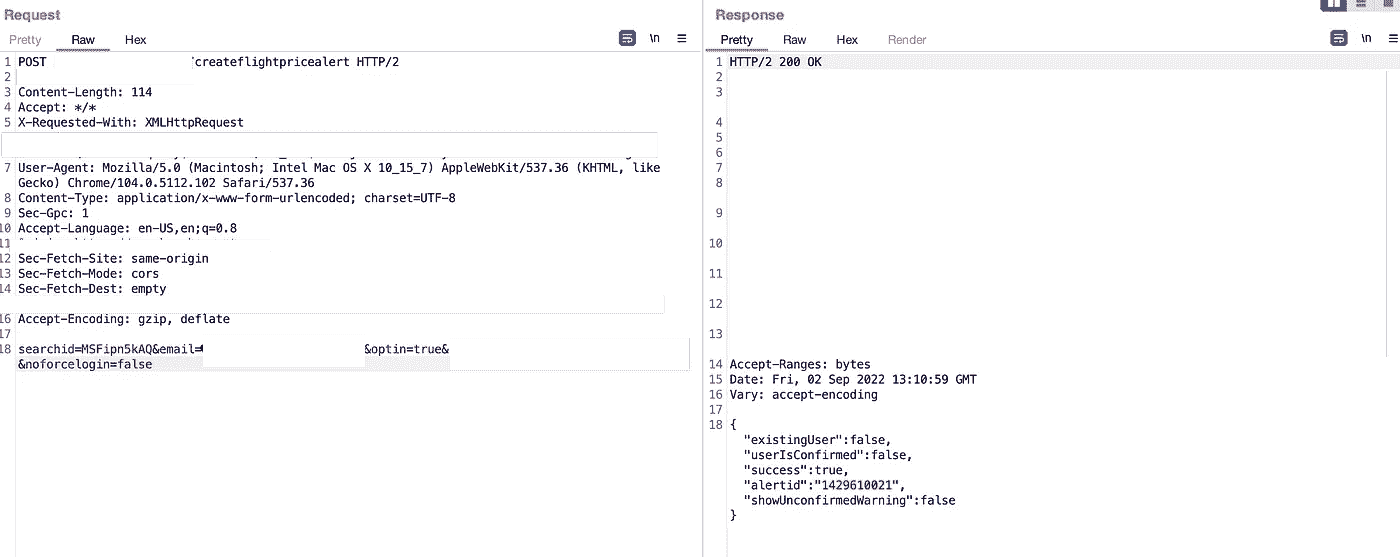 Request
Pretty Raw Hex
\n
1 POST createflightpricealert HTTP/2
2
3 Content-Length: 114
4 Accept: */*
5 X-Requested-With: XMLHttpRequest
7 User-Agent: Mozilla/5.0 (Macintosh; Intel Mac OS X 10_15_7) AppleWebKit/537.36 (KHTML, like
Gecko) Chrome/104.0.5112.102 Safari/537.36
8 Content-Type: application/x-www-form-urlencoded; charset=UTF-8
9 Sec-Gpc: 1
10 Accept-Language: en-US,en;q=0.8
11
12 Sec-Fetch-Site: same-origin
13 Sec-Fetch-Mode: cors
14 Sec-Fetch-Dest: empty
16 Accept-Encoding: gzip, deflate
17
18 searchid=MSFipn5kAQ&email= &optin=true&
&noforcelogin=false
Response
Pretty Raw Hex Render
\n
1 HTTP/2 200 OK
2
3
4
5
6
7
8
9
10
11
12
13
14 Accept-Ranges: bytes
15 Date: Fri, 02 Sep 2022 13:10:59 GMT
16 Vary: accept-encoding
17
18 {
"existingUser":false,
"userIsConfirmed":false,
"success":true,
"alertid":"1429610021",
"showUnconfirmedWarning":false
}